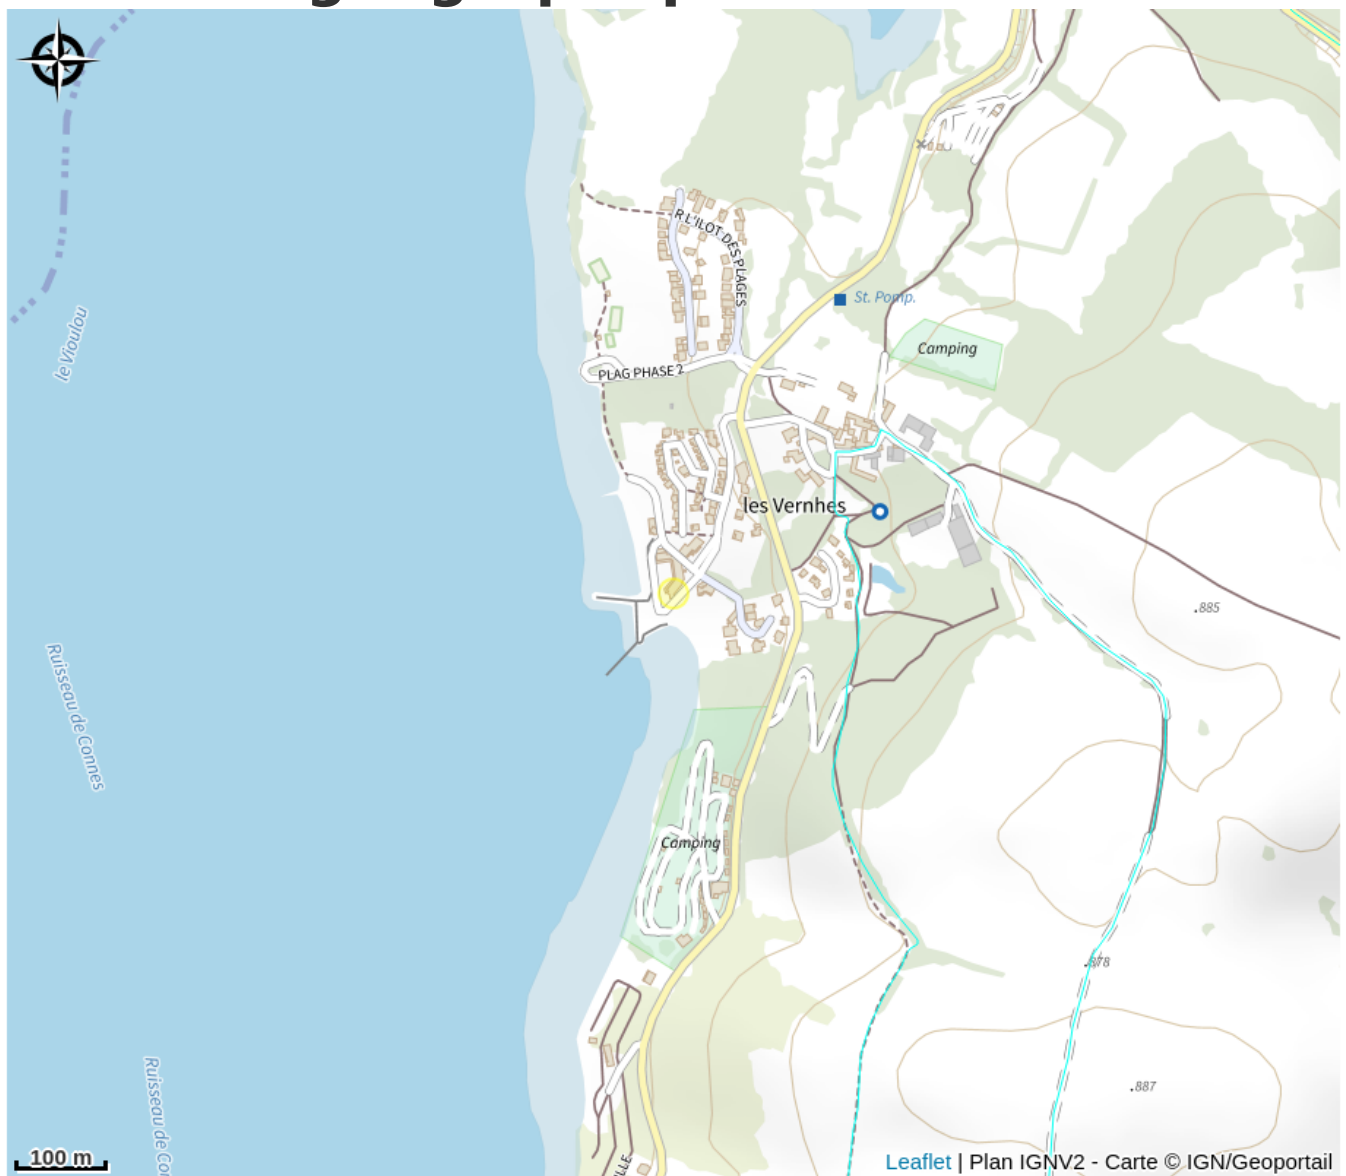 R L'ILOT DES PLAGES
St. Pomp.
le Vioulou
Camping
PLAG PHASE 2
les Vernhes
.885
Ruisseau de Connes
Camping
.878
.887
100 m
Leaflet | Plan IGNV2 - Carte © IGN/Geoportail